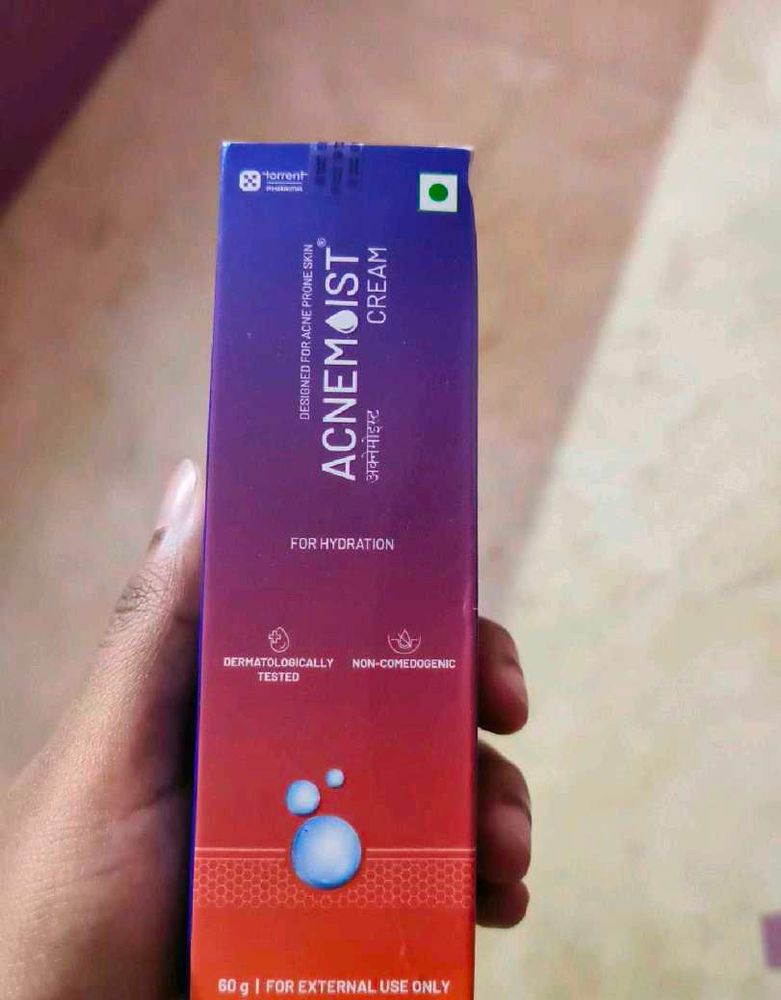 torrent
PHARMA
DESIGNED FOR ACNE PRONE SKIN
ACNEMOIST®
CREAM
अक्नेमोइस्ट
FOR HYDRATION
DERMATOLOGICALLY
TESTED
NON-COMEDOGENIC
60 g | FOR EXTERNAL USE ONLY